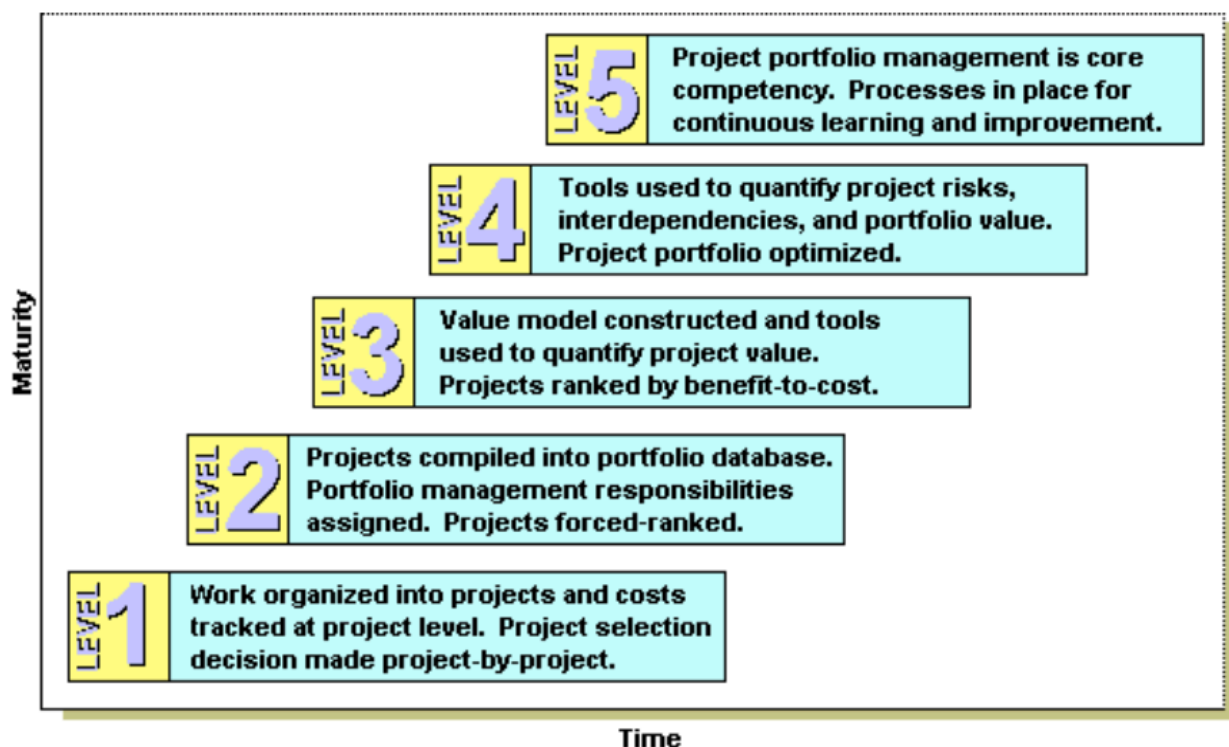 LEVEL 5
Project portfolio management is core
competency. Processes in place for
continuous learning and improvement.
LEVEL 4
Tools used to quantify project risks,
interdependencies, and portfolio value.
Project portfolio optimized.
LEVEL 3
Value model constructed and tools
used to quantify project value.
Projects ranked by benefit-to-cost.
LEVEL 2
Projects compiled into portfolio database.
Portfolio management responsibilities
assigned. Projects forced-ranked.
LEVEL 1
Work organized into projects and costs
tracked at project level. Project selection
decision made project-by-project.
Maturity
Time